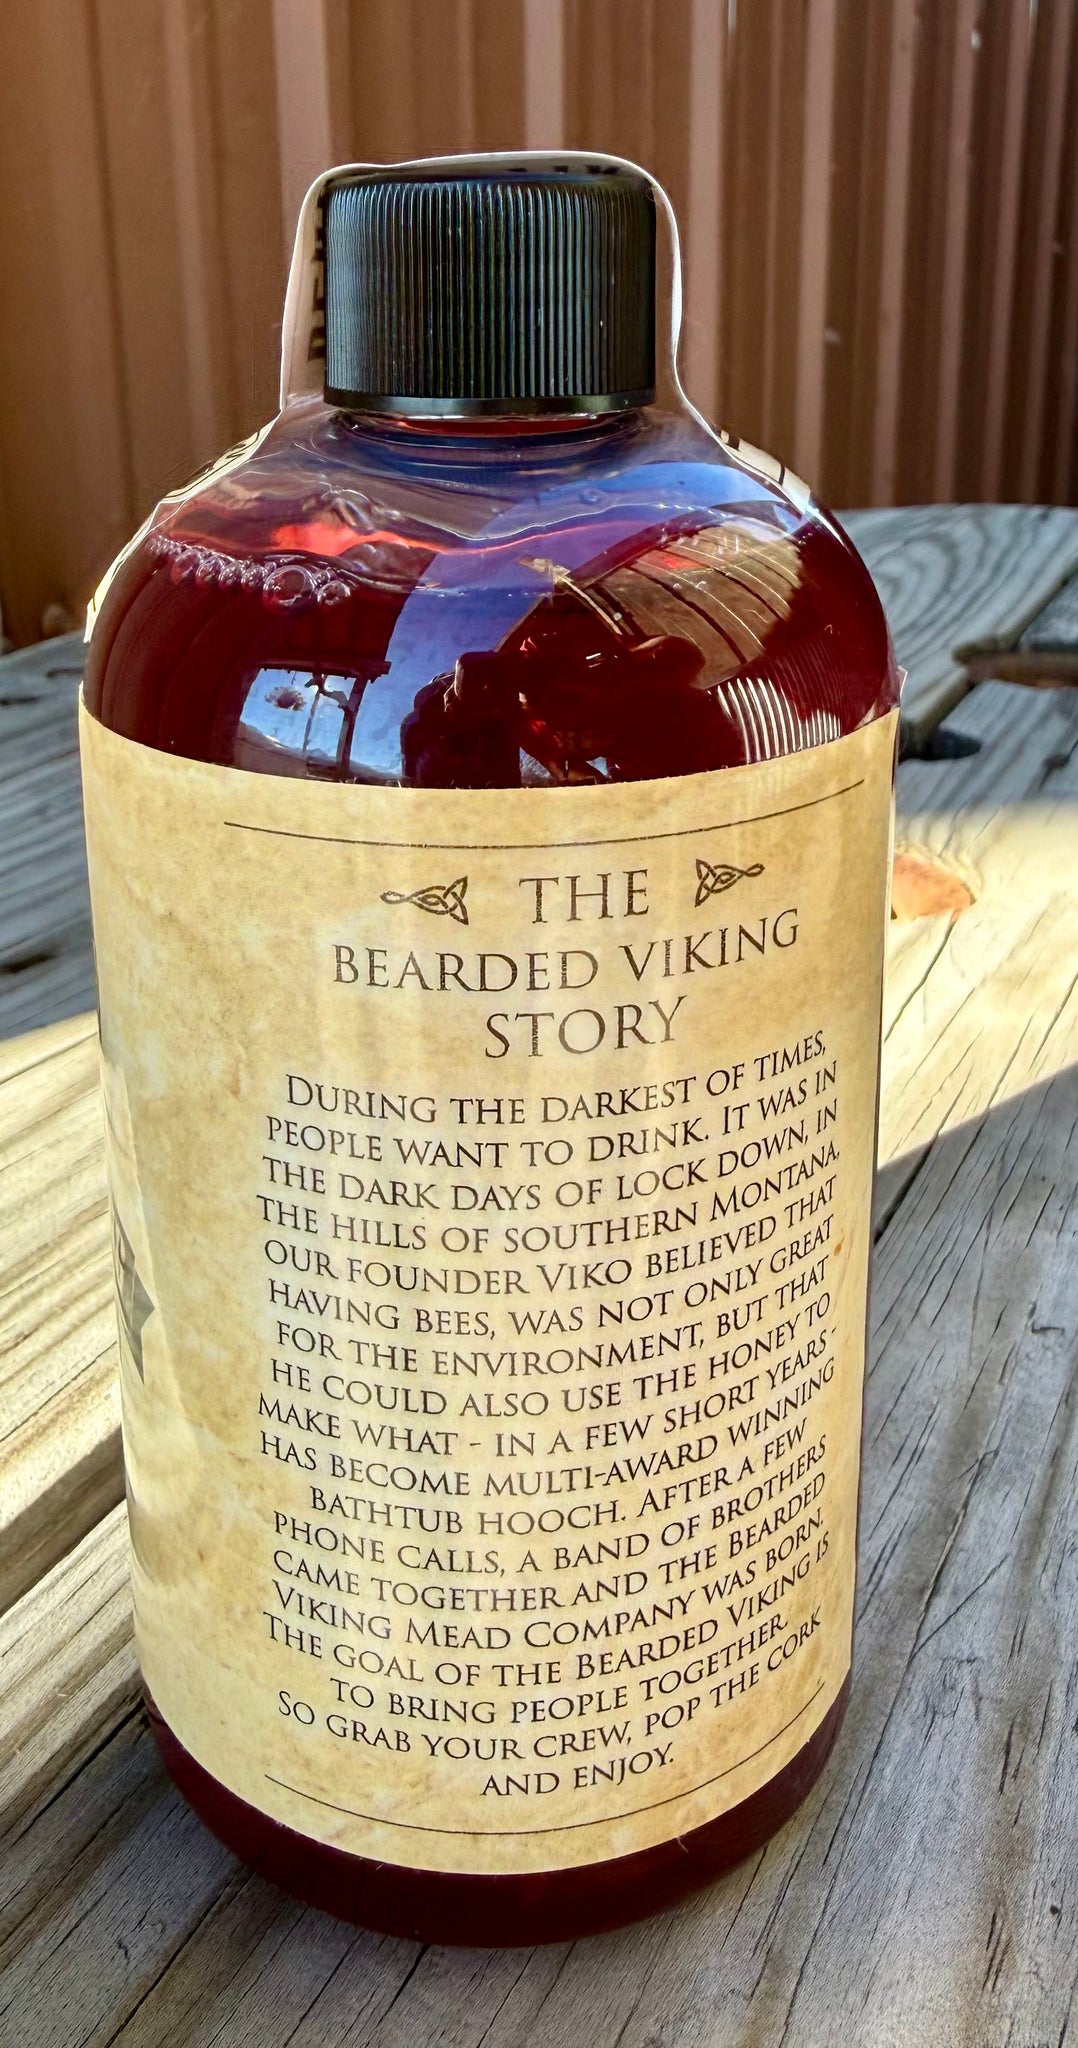 THE
BEARDED VIKING
STORY
DURING THE DARKEST OF TIMES,
PEOPLE WANT TO DRINK. IT WAS IN
THE DARK DAYS OF LOCK DOWN, IN
THE HILLS OF SOUTHERN MONTANA,
OUR FOUNDER VIKO BELIEVED THAT
HAVING BEES, WAS NOT ONLY GREAT
FOR THE ENVIRONMENT, BUT THAT
HE COULD ALSO USE THE HONEY TO
MAKE WHAT - IN A FEW SHORT YEARS -
HAS BECOME MULTI-AWARD WINNING
BATHTUB HOOCH. AFTER A FEW
PHONE CALLS, A BAND OF BROTHERS
CAME TOGETHER AND THE BEARDED
VIKING MEAD COMPANY WAS BORN.
THE GOAL OF THE BEARDED VIKING IS
TO BRING PEOPLE TOGETHER.
SO GRAB YOUR CREW, POP THE CORK
AND ENJOY.